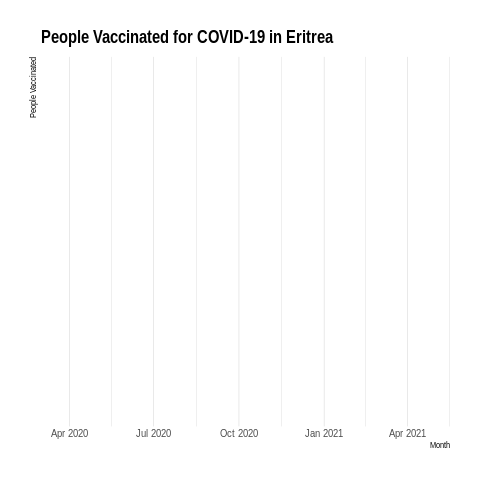 People Vaccinated for COVID-19 in Eritrea
People Vaccinated
Apr 2020
Jul 2020
Oct 2020
Jan 2021
Apr 2021
Month